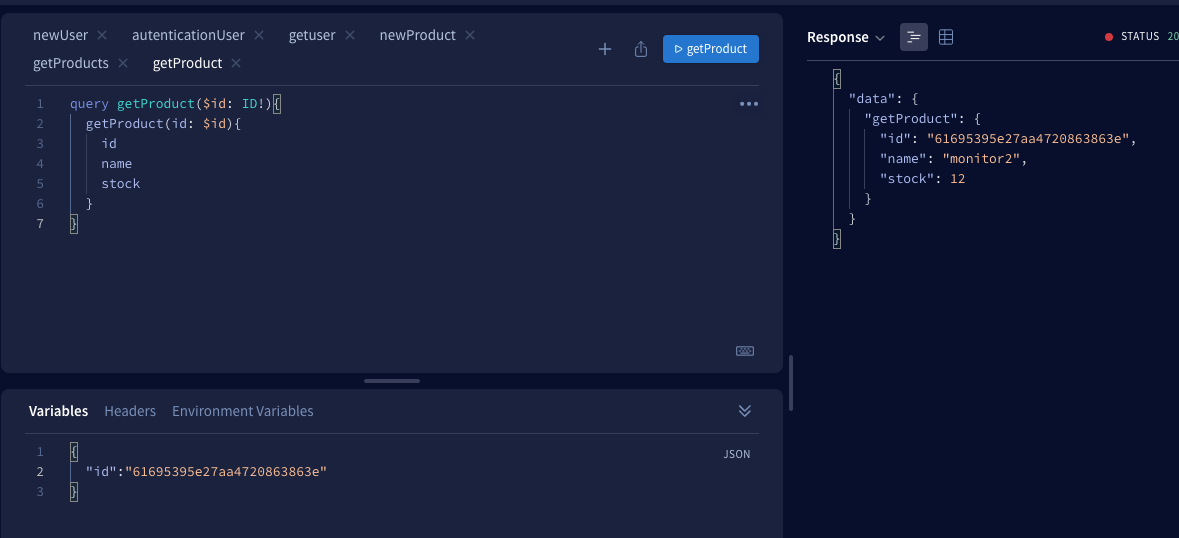 newUser autenticationUser getuser newProduct
getProducts getProduct
getProduct
1 query getProduct($id: ID!){
2 getProduct(id: $id){
3 id
4 name
5 stock
6 }
7 }
Variables Headers Environment Variables
JSON
1 {
2 "id":"61695395e27aa4720863863e"
3 }
Response STATUS 20
{
"data": {
"getProduct": {
"id": "61695395e27aa4720863863e",
"name": "monitor2",
"stock": 12
}
}
}